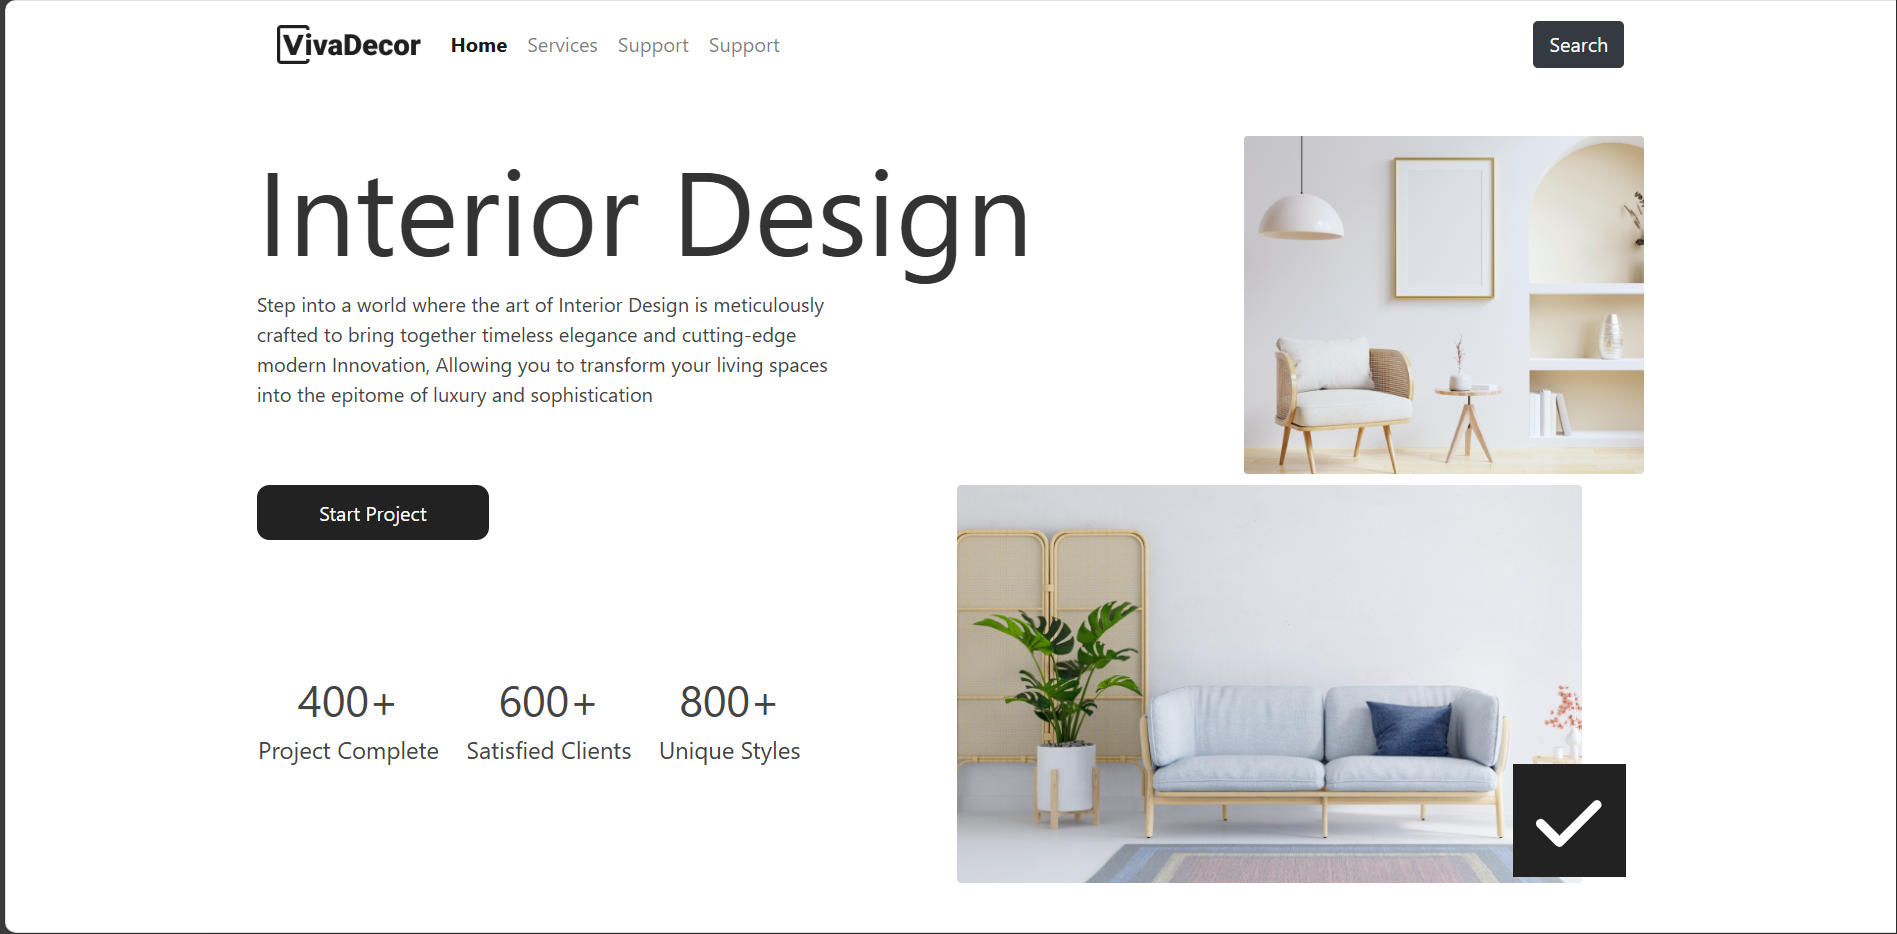 VivaDecor
Home Services Support Support
Search
Interior Design
Step into a world where the art of Interior Design is meticulously
crafted to bring together timeless elegance and cutting-edge
modern Innovation, Allowing you to transform your living spaces
into the epitome of luxury and sophistication
Start Project
400+ 600+ 800+
Project Complete Satisfied Clients Unique Styles